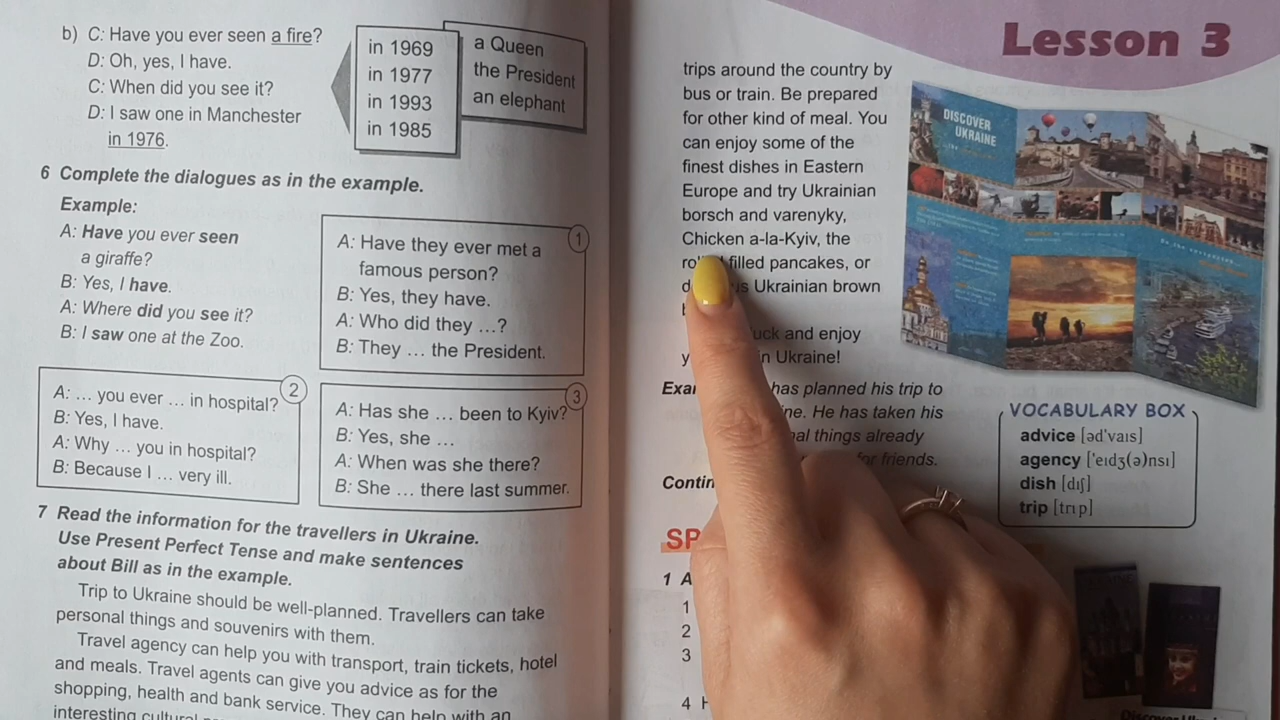 b) C: Have you ever seen a fire?
D: Oh, yes, I have.
C: When did you see it?
D: I saw one in Manchester
in 1976.
in 1969
in 1977
in 1993
in 1985
a Queen
the President
an elephant
6 Complete the dialogues as in the example.
Example:
A: Have you ever seen
a giraffe?
B: Yes, I have.
A: Where did you see it?
B: I saw one at the Zoo.
1
A: Have they ever met a
famous person?
B: Yes, they have.
A: Who did they ...?
B: They ... the President.
2
A: ... you ever ... in hospital?
B: Yes, I have.
A: Why ... you in hospital?
B: Because I ... very ill.
3
A: Has she ... been to Kyiv?
B: Yes, she ...
A: When was she there?
B: She ... there last summer.
7 Read the information for the travellers in Ukraine.
Use Present Perfect Tense and make sentences
about Bill as in the example.
Trip to Ukraine should be well-planned. Travellers can take
personal things and souvenirs with them.
Travel agency can help you with transport, train tickets, hotel
and meals. Travel agents can give you advice as for the
shopping, health and bank service. They can help with an
interesting cultural
Lesson 3
trips around the country by
bus or train. Be prepared
for other kind of meal. You
can enjoy some of the
finest dishes in Eastern
Europe and try Ukrainian
borsch and varenyky,
Chicken a-la-Kyiv, the
filled pancakes, or
Ukrainian brown
and enjoy
in Ukraine!
has planned his trip to
He has taken his
things already
for friends.
DISCOVER
UKRAINE
VOCABULARY BOX
advice [əd'vaɪs]
agency ['eɪdʒ(ə)nsɪ]
dish [dɪʃ]
trip [trɪp]
SP
1 A
1
2
3
4 H